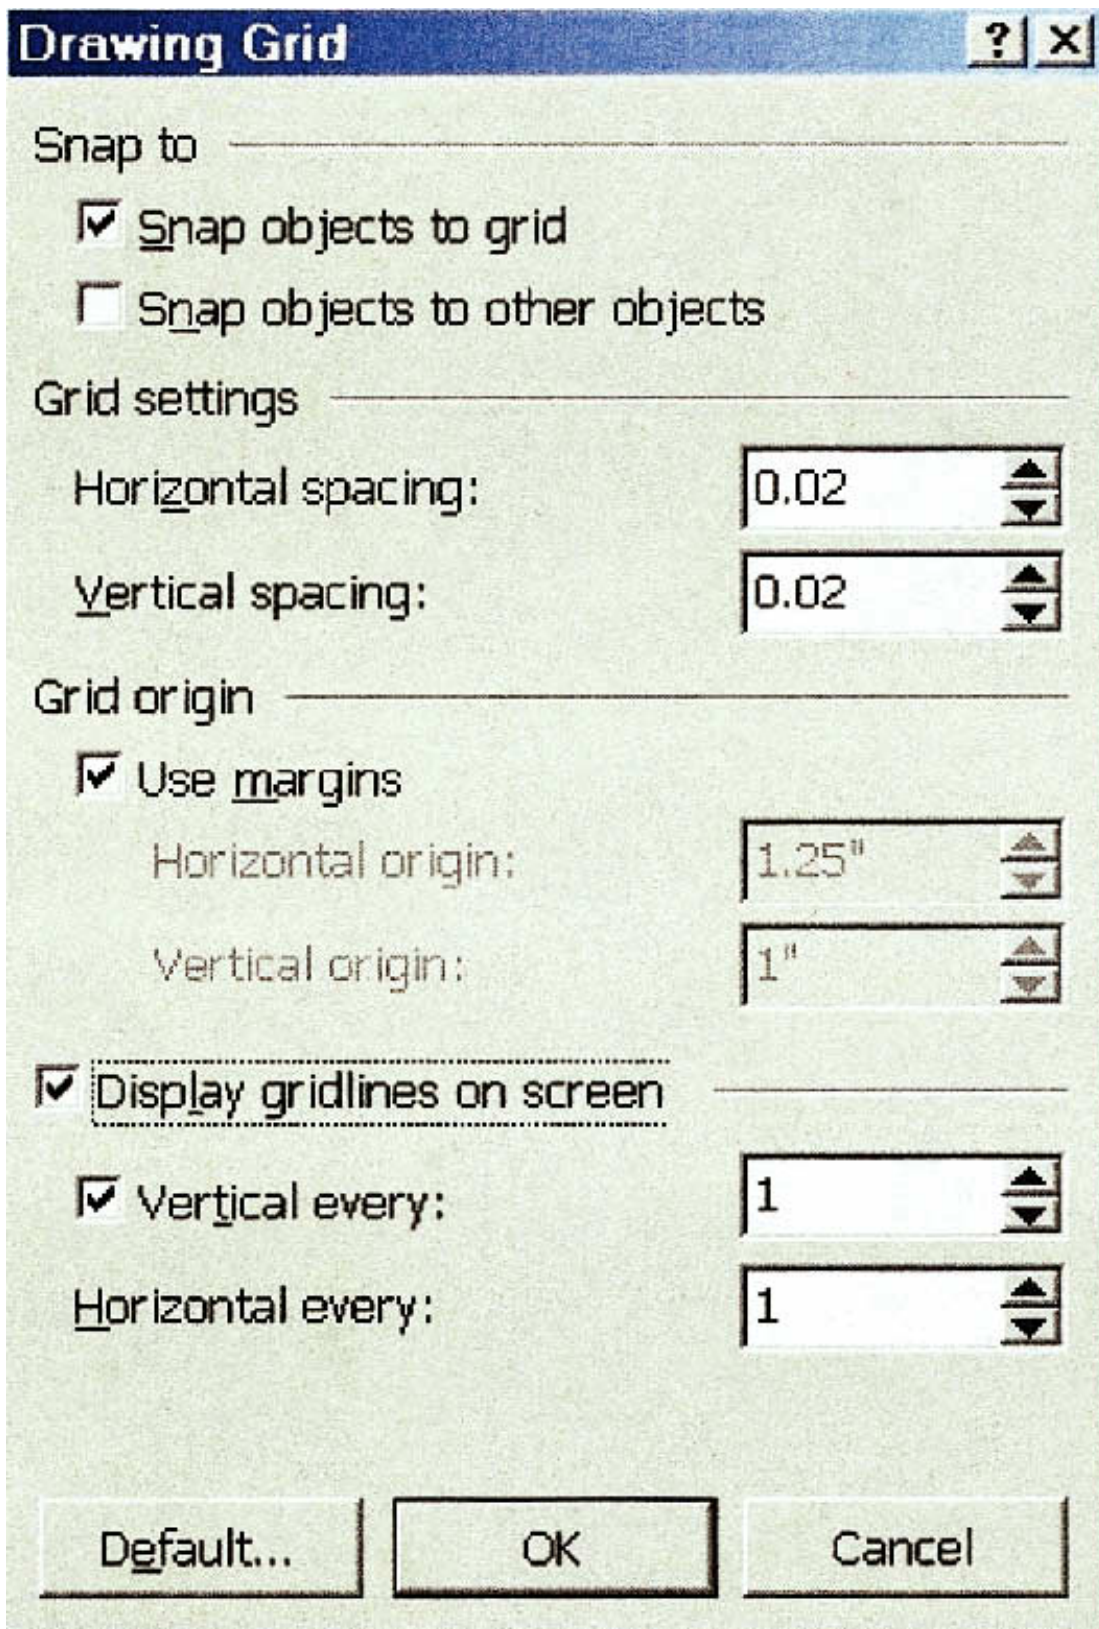 Drawing Grid
Snap to
Snap objects to grid
Snap objects to other objects
Grid settings
Horizontal spacing: 0.02
Vertical spacing: 0.02
Grid origin
Use margins
Horizontal origin: 1.25"
Vertical origin: 1"
Display gridlines on screen
Vertical every: 1
Horizontal every: 1
Default... OK Cancel